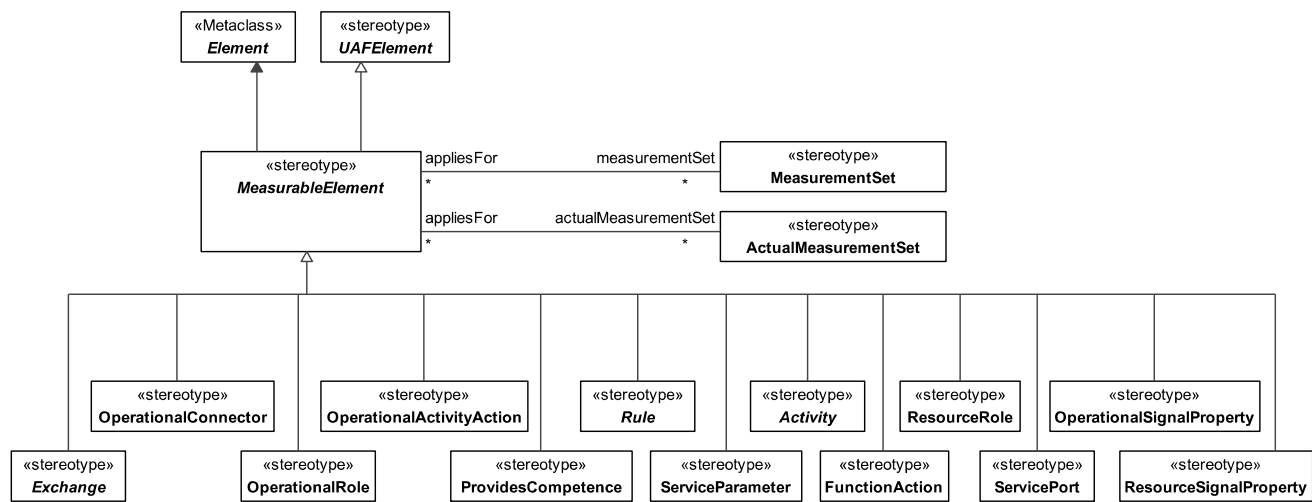 «Metaclass»
Element
«stereotype»
UAFElement
«stereotype»
MeasurableElement
appliesFor
measurementSet
*
*
«stereotype»
MeasurementSet
appliesFor
actualMeasurementSet
*
*
«stereotype»
ActualMeasurementSet
«stereotype»
OperationalConnector
«stereotype»
OperationalActivityAction
«stereotype»
Rule
«stereotype»
Activity
«stereotype»
ResourceRole
«stereotype»
OperationalSignalProperty
«stereotype»
Exchange
«stereotype»
OperationalRole
«stereotype»
ProvidesCompetence
«stereotype»
ServiceParameter
«stereotype»
FunctionAction
«stereotype»
ServicePort
«stereotype»
ResourceSignalProperty